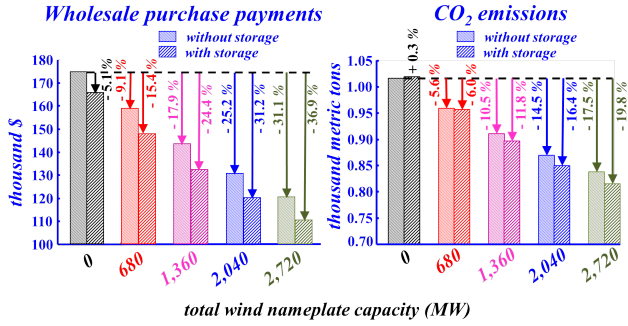 Wholesale purchase payments
CO2 emissions
without storage
with storage
180
170
160
150
140
130
120
110
100
thousand $
- 5.1 %
- 9.1 %
- 15.4 %
- 17.9 %
- 24.4 %
- 25.2 %
- 31.2 %
- 31.1 %
- 36.9 %
0
680
1,360
2,040
2,720
without storage
with storage
1.05
1.00
0.95
0.90
0.85
0.80
0.75
0.70
thousand metric tons
+ 0.3 %
- 5.6 %
- 6.0 %
- 10.5 %
- 11.8 %
- 14.5 %
- 16.4 %
- 17.5 %
- 19.8 %
0
680
1,360
2,040
2,720
total wind nameplate capacity (MW)